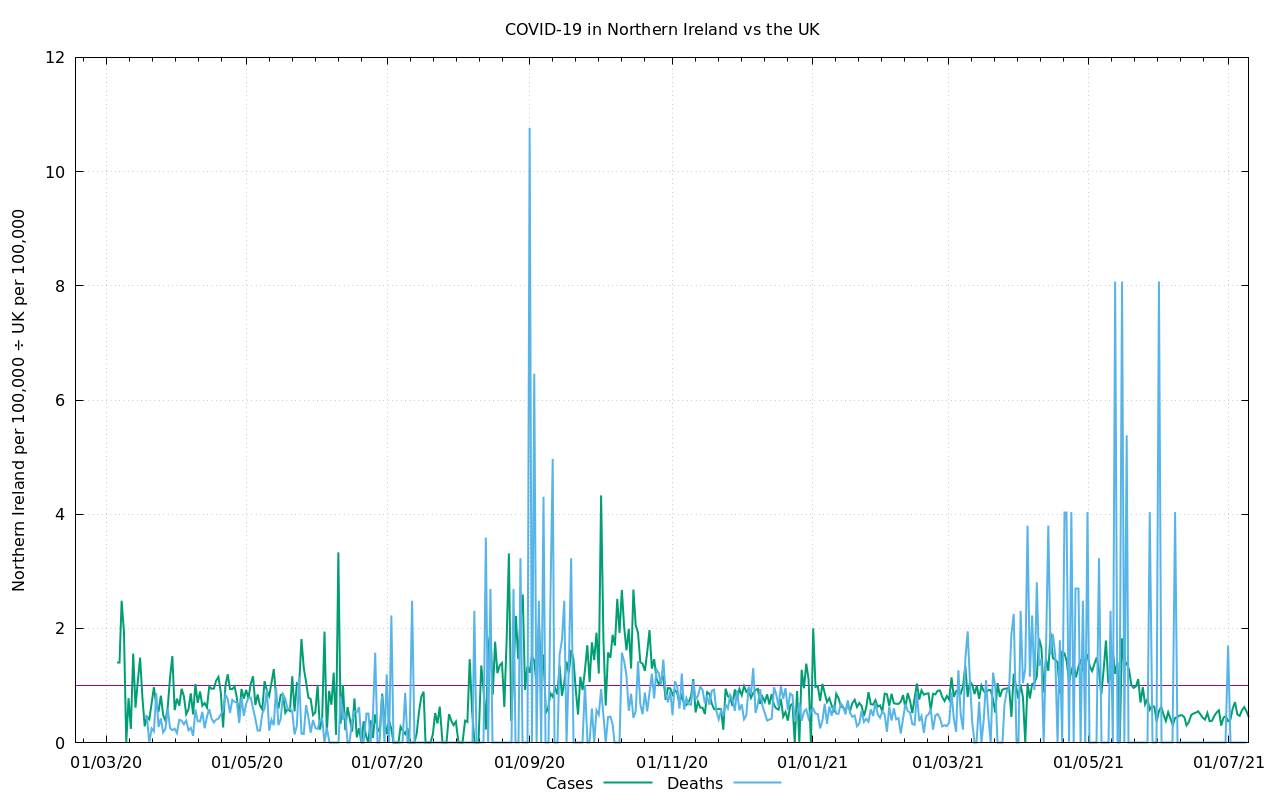 COVID-19 in Northern Ireland vs the UK
Northern Ireland per 100,000 ÷ UK per 100,000
12
10
8
6
4
2
0
01/03/20 01/05/20 01/07/20 01/09/20 01/11/20 01/01/21 01/03/21 01/05/21 01/07/21
Cases Deaths